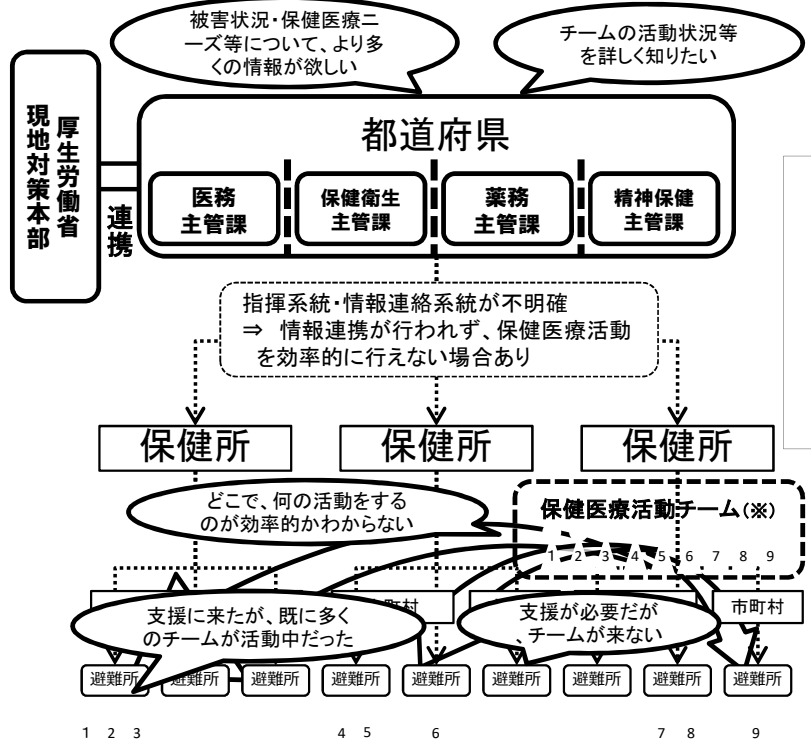 被害状況・保健医療ニ
ーズ等について、より多
くの情報が欲しい
チームの活動状況等
を詳しく知りたい
厚生労働省
現地対策本部
連携
都道府県
医務
主管課
保健衛生
主管課
薬務
主管課
精神保健
主管課
指揮系統・情報連絡系統が不明確
⇒ 情報連携が行われず、保健医療活動
を効率的に行えない場合あり
保健所
保健所
保健所
どこで、何の活動をする
のが効率的かわからない
保健医療活動チーム(※)
1 2 3 4 5 6 7 8 9
町村
市町村
支援に来たが、既に多く
のチームが活動中だった
支援が必要だが
、チームが来ない
避難所
避難所
避難所
避難所
避難所
避難所
避難所
避難所
避難所
1 2 3 4 5 6 7 8 9